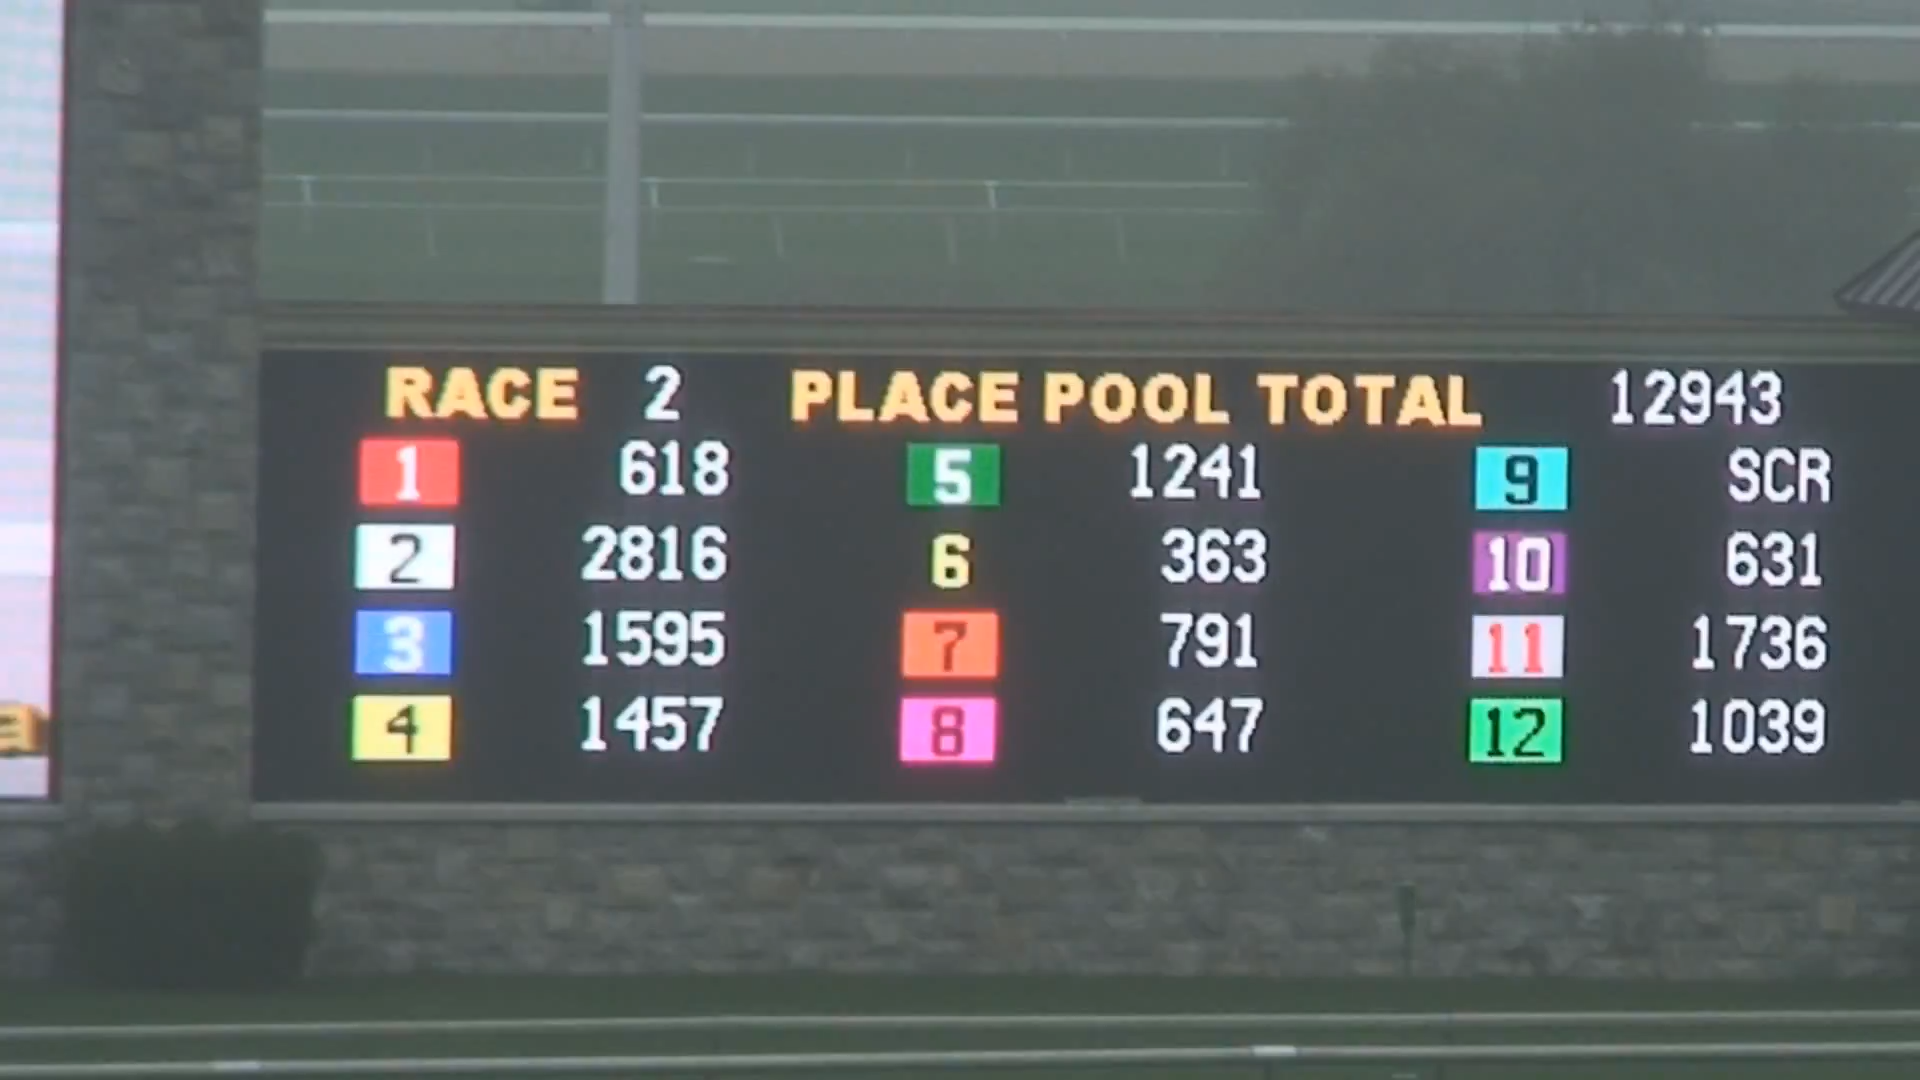 RACE 2 PLACE POOL TOTAL 12943
1 618 5 1241 9 SCR
2 2816 6 363 10 631
3 1595 7 791 11 1736
4 1457 8 647 12 1039